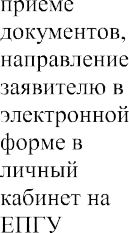 приеме
документов,
направление
заявителю в
электронной
форме в
личный
кабинет на
ЕПГУ